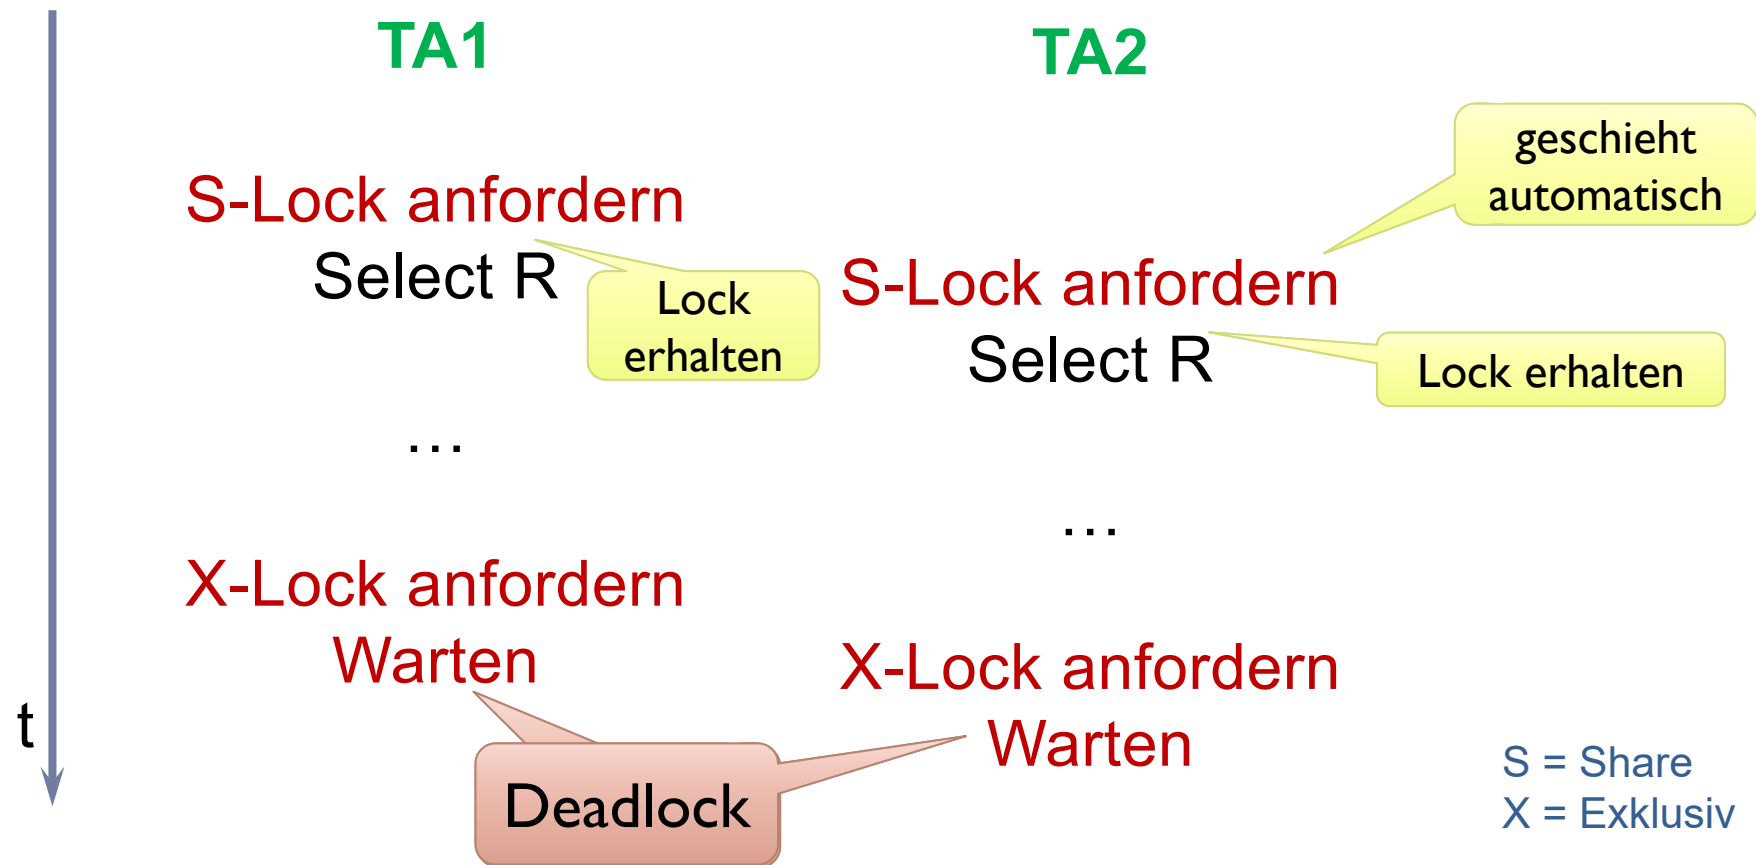 TA1
TA2
geschieht
automatisch
S-Lock anfordern
Select R
Lock
erhalten
S-Lock anfordern
Select R
Lock erhalten
…
…
X-Lock anfordern
Warten
X-Lock anfordern
Warten
t
Deadlock
S = Share
X = Exklusiv